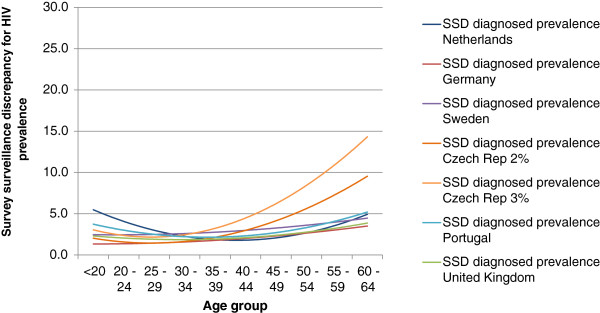 Survey surveillance discrepancy for HIV
prevalence
30.0
25.0
20.0
15.0
10.0
5.0
0.0
<20 20 - 25 - 30 - 35 - 40 - 45 - 50 - 55 - 60 -
24 29 34 39 44 49 54 59 64
Age group
SSD diagnosed prevalence
Netherlands
SSD diagnosed prevalence
Germany
SSD diagnosed prevalence
Sweden
SSD diagnosed prevalence
Czech Rep 2%
SSD diagnosed prevalence
Czech Rep 3%
SSD diagnosed prevalence
Portugal
SSD diagnosed prevalence
United Kingdom